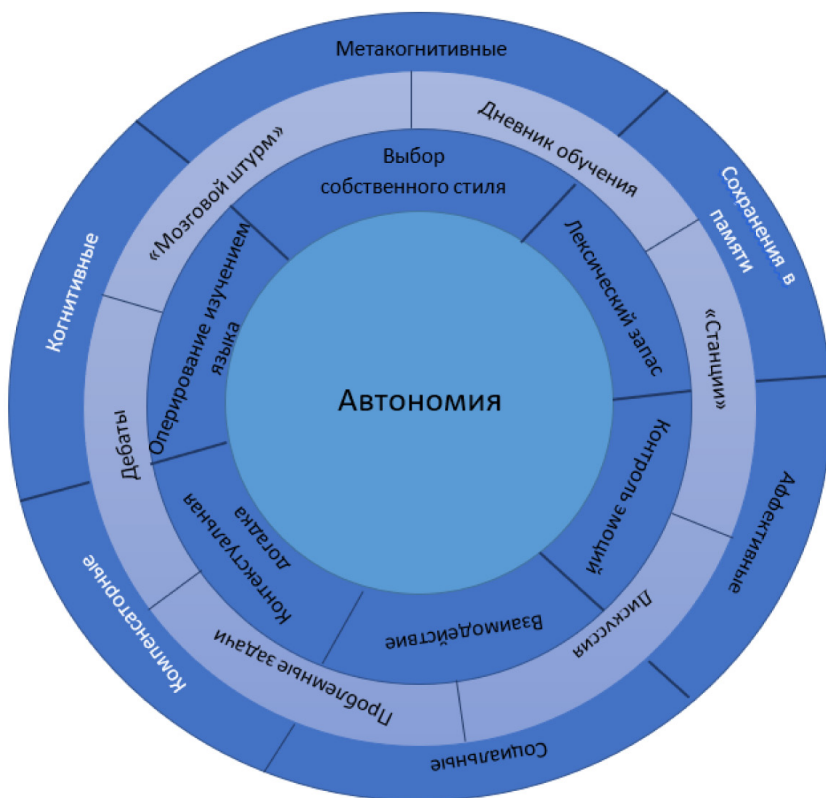 Метакогнитивные
Сохранения в
памяти
Аффективные
Социальные
Компенсаторные
Когнитивные
«Мозговой штурм»
Дневник обучения
«Станции»
Дискуссия
Проблемные задачи
Дебаты
Выбор
собственного стиля
Лексический запас
Контроль эмоций
Взаимодействие
Контекстуальная
догадка
Оперирование изучением
языка
Автономия